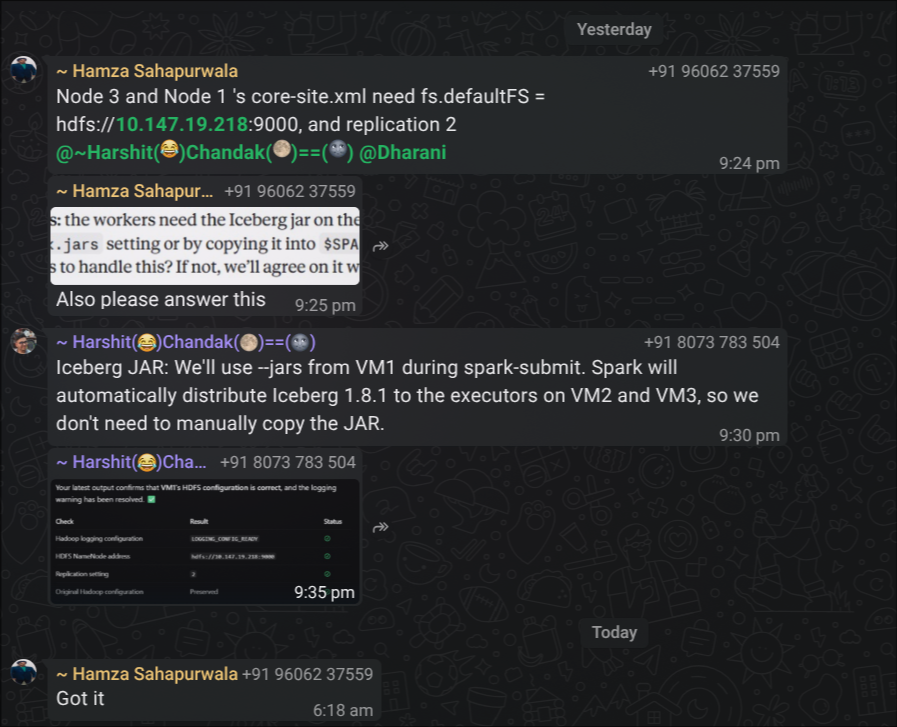 Yesterday
~ Hamza Sahapurwala +91 96062 37559
Node 3 and Node 1 's core-site.xml need fs.defaultFS =
hdfs://10.147.19.218:9000, and replication 2
@~Harshit(😂)Chandak(🌕)==(🌚) @Dharani
9:24 pm
~ Hamza Sahapur... +91 96062 37559
s: the workers need the Iceberg jar on the
.jars setting or by copying it into $SPA
s to handle this? If not, we'll agree on it w
Also please answer this 9:25 pm
~ Harshit(😂)Chandak(🌕)==(🌚) +91 8073 783 504
Iceberg JAR: We'll use --jars from VM1 during spark-submit. Spark will
automatically distribute Iceberg 1.8.1 to the executors on VM2 and VM3, so we
don't need to manually copy the JAR.
9:30 pm
~ Harshit(😂)Cha... +91 8073 783 504
Your latest output confirms that VM1's HDFS configuration is correct, and the logging
warning has been resolved. ✅
Check Result Status
Hadoop logging configuration LOGGING_CONFIG_READY
HDFS NameNode address hdfs://10.147.19.218:9000
Replication setting 2
Original Hadoop configuration Preserved
9:35 pm
Today
~ Hamza Sahapurwala +91 96062 37559
Got it
6:18 am